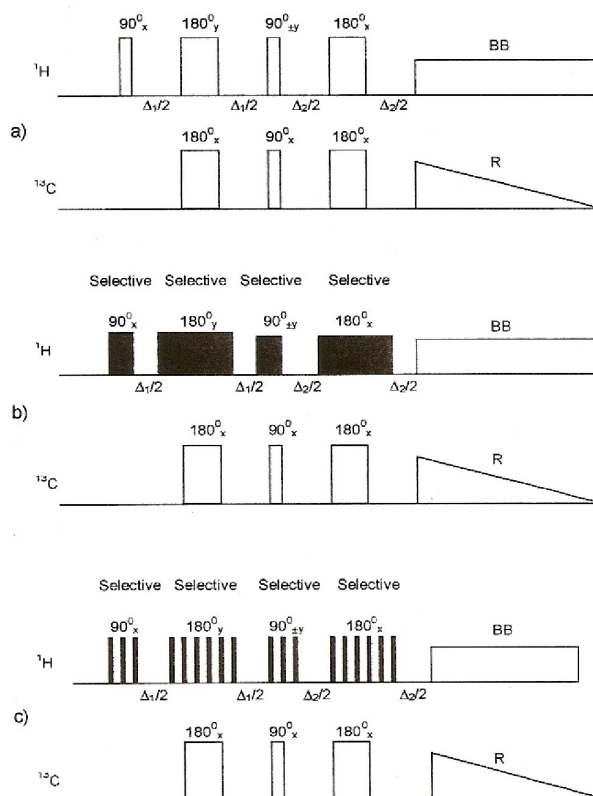 90⁰ₓ 180⁰ᵧ 90⁰±ᵧ 180⁰ₓ
BB
¹H
Δ₁/2 Δ₁/2 Δ₂/2 Δ₂/2
a)
180⁰ₓ 90⁰ₓ 180⁰ₓ
R
¹³C
Selective Selective Selective Selective
90⁰ₓ 180⁰ᵧ 90⁰±ᵧ 180⁰ₓ
BB
¹H
Δ₁/2 Δ₁/2 Δ₂/2 Δ₂/2
b)
180⁰ₓ 90⁰ₓ 180⁰ₓ
R
¹³C
Selective Selective Selective Selective
90⁰ₓ 180⁰ᵧ 90⁰±ᵧ 180⁰ₓ
BB
¹H
Δ₁/2 Δ₁/2 Δ₂/2 Δ₂/2
c)
180⁰ₓ 90⁰ₓ 180⁰ₓ
R
¹³C